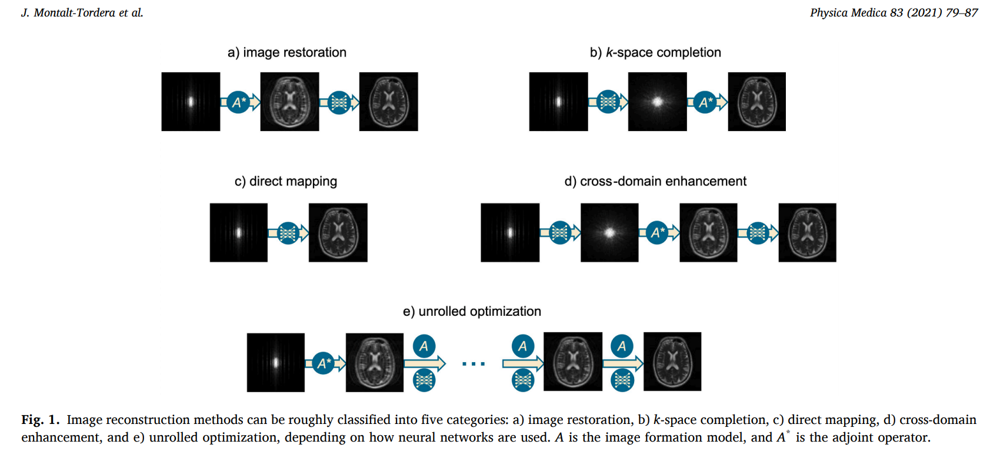 J. Montalt-Tordera et al.
Physica Medica 83 (2021) 79–87
a) image restoration
b) k-space completion
A*
A*
c) direct mapping
d) cross-domain enhancement
A*
e) unrolled optimization
A
A
A
A*
...
Fig. 1. Image reconstruction methods can be roughly classified into five categories: a) image restoration, b) k-space completion, c) direct mapping, d) cross-domain
enhancement, and e) unrolled optimization, depending on how neural networks are used. A is the image formation model, and A* is the adjoint operator.